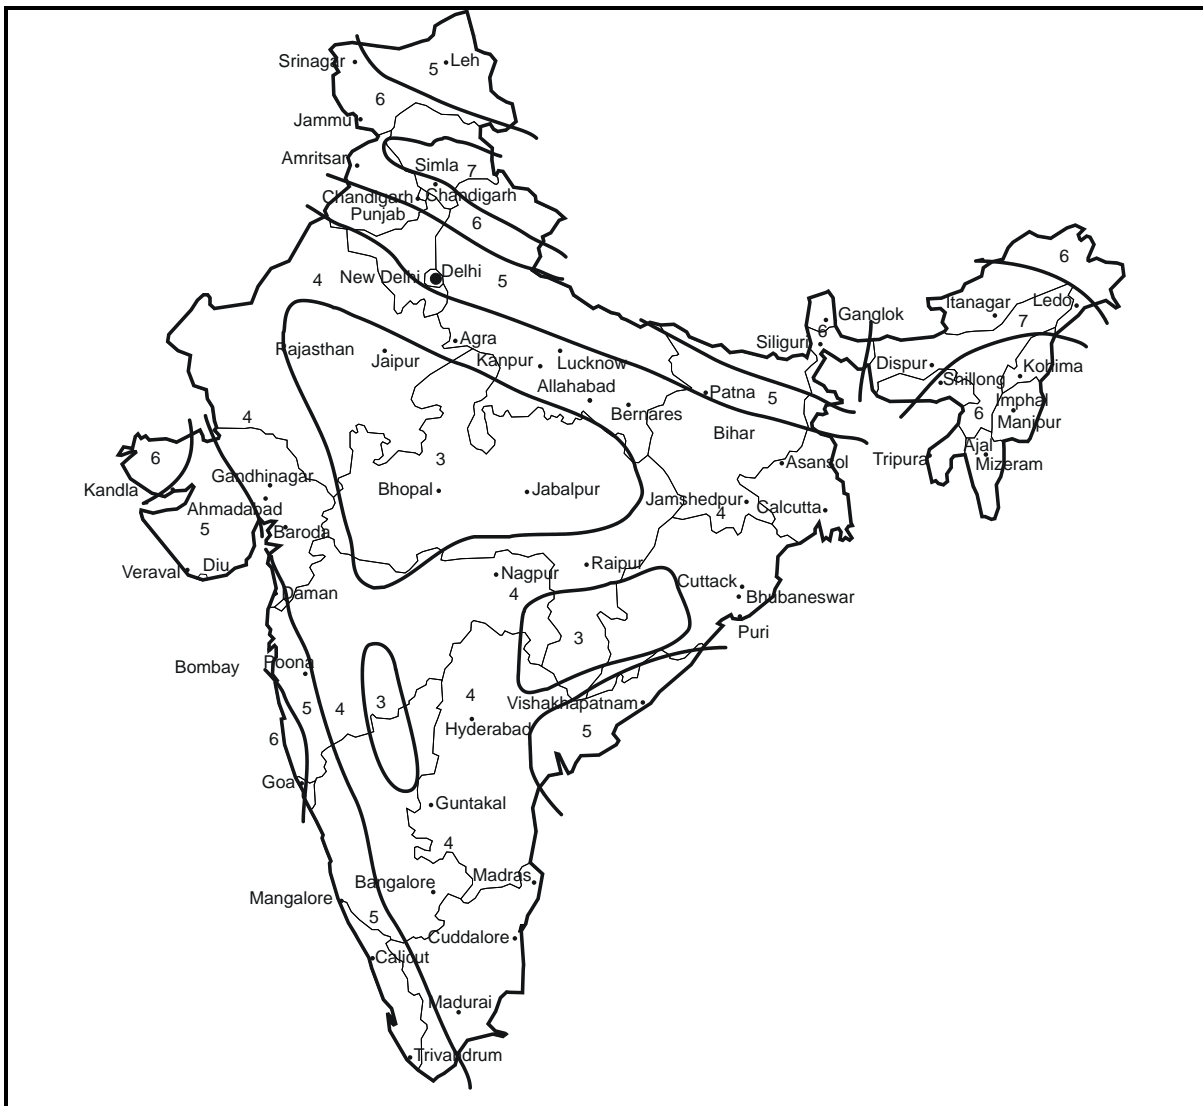 Srinagar
Leh
5
6
Jammu
Amritsar
Simla
7
Chandigarh
Chandigarh
Punjab
6
4
New Delhi
Delhi
5
6
Itanagar
Ledo
7
Ganglok
6
Siliguri
Agra
Rajasthan
Jaipur
Kanpur
Lucknow
Allahabad
Bernares
Patna
5
Bihar
Dispur
Shillong
Kohima
Imphal
Manipur
6
Ajal
Mizeram
Tripura
4
6
Kandla
Gandhinagar
3
Bhopal
Jabalpur
Asansol
Jamshedpur
4
Calcutta
Ahmadabad
5
Baroda
Veraval
Diu
Daman
Nagpur
Raipur
4
Cuttack
Bhubaneswar
Puri
3
Bombay
Poona
5
4
3
4
6
Hyderabad
Vishakhapatnam
5
Goa
Guntakal
4
Bangalore
Madras
Mangalore
5
Cuddalore
Calicut
Madurai
Trivandrum